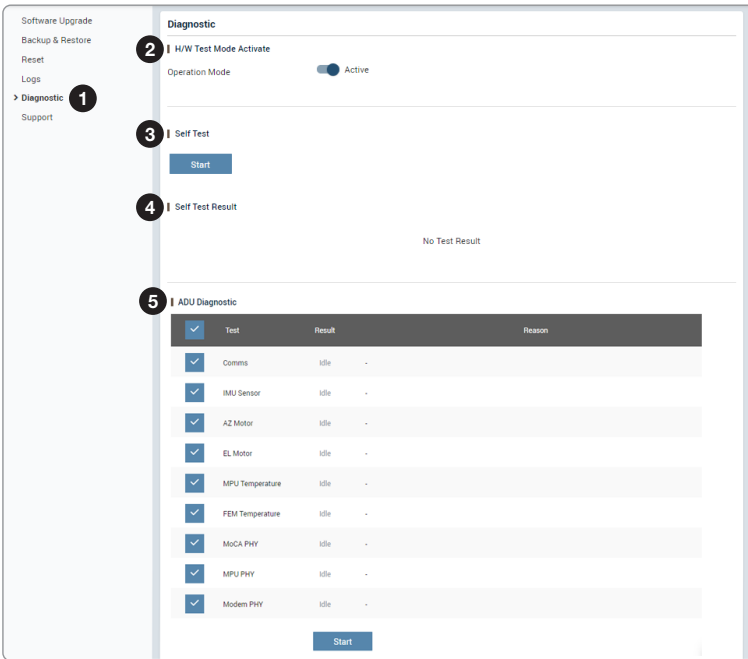 Software Upgrade
Backup & Restore
Reset
Logs
> Diagnostic 1
Support
Diagnostic
2 H/W Test Mode Activate
Operation Mode Active
3 Self Test
Start
4 Self Test Result
No Test Result
5 ADU Diagnostic
Test Result Reason
Comms Idle -
IMU Sensor Idle -
AZ Motor Idle -
EL Motor Idle -
MPU Temperature Idle -
FEM Temperature Idle -
MoCA PHY Idle -
MPU PHY Idle -
Modem PHY Idle -
Start